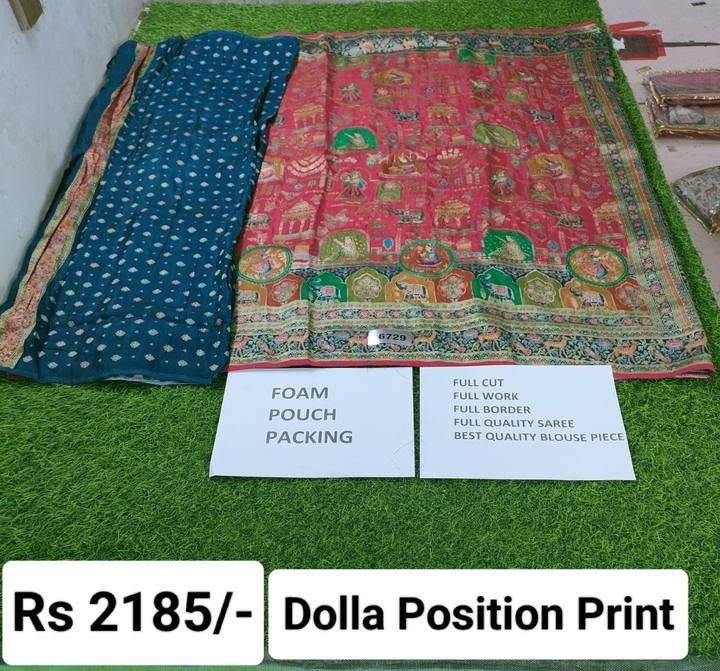 6729
FOAM
POUCH
PACKING
FULL CUT
FULL WORK
FULL BORDER
FULL QUALITY SAREE
BEST QUALITY BLOUSE PIECE
Rs 2185/-
Dolla Position Print